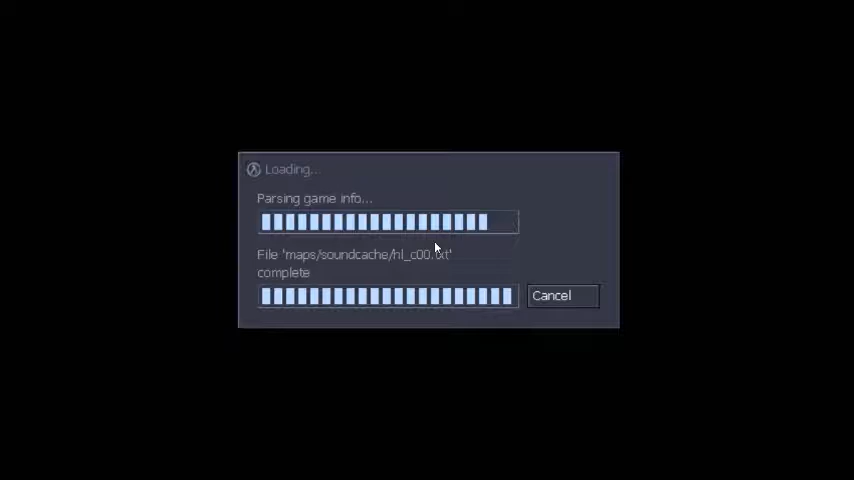 Loading...
Parsing game info...
File 'maps/soundcache/hl_c00.txt'
complete
Cancel